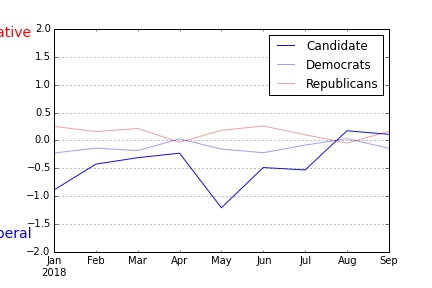 ative
peral
2.0
1.5
1.0
0.5
0.0
−0.5
−1.0
−1.5
−2.0
Candidate
Democrats
Republicans
Jan Feb Mar Apr May Jun Jul Aug Sep
2018